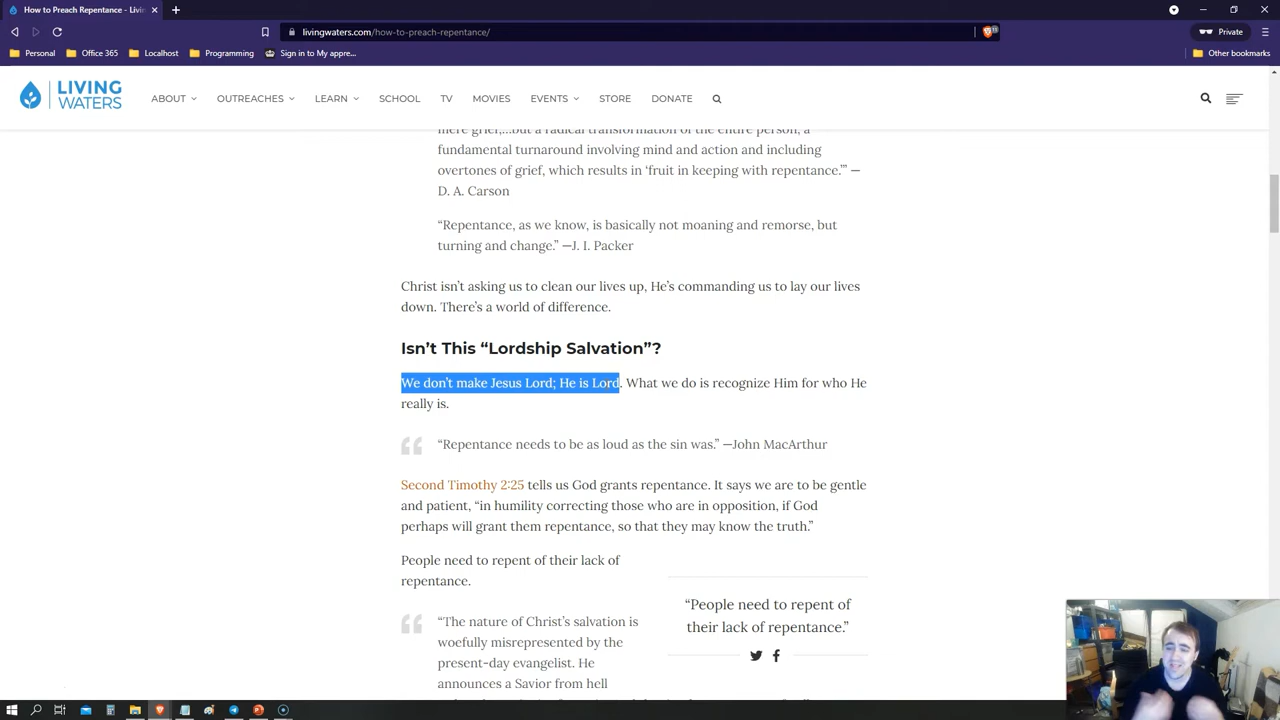 How to Preach Repentance - Livi
livingwaters.com/how-to-preach-repentance/
Private
Personal
Office 365
Localhost
Programming
Sign in to My appre...
Other bookmarks
LIVING
WATERS
ABOUT
OUTREACHES
LEARN
SCHOOL
TV
MOVIES
EVENTS
STORE
DONATE
mere grief,...but a radical transformation of the entire person, a
fundamental turnaround involving mind and action and including
overtones of grief, which results in ‘fruit in keeping with repentance.’” —
D. A. Carson
“Repentance, as we know, is basically not moaning and remorse, but
turning and change.” —J. I. Packer
Christ isn’t asking us to clean our lives up, He’s commanding us to lay our lives
down. There’s a world of difference.
Isn’t This “Lordship Salvation”?
We don’t make Jesus Lord; He is Lord. What we do is recognize Him for who He
really is.
“Repentance needs to be as loud as the sin was.” —John MacArthur
Second Timothy 2:25 tells us God grants repentance. It says we are to be gentle
and patient, “in humility correcting those who are in opposition, if God
perhaps will grant them repentance, so that they may know the truth.”
People need to repent of their lack of
repentance.
“People need to repent of
their lack of repentance.”
“The nature of Christ’s salvation is
woefully misrepresented by the
present-day evangelist. He
announces a Savior from hell